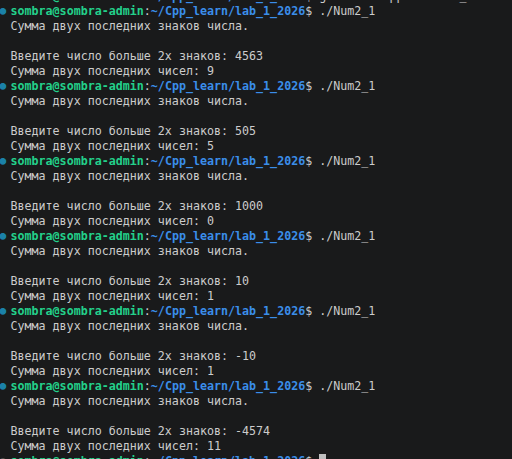 sombra@sombra-admin:~/Cpp_learn/lab_1_2026$ ./Num2_1
Сумма двух последних знаков числа.
Введите число больше 2х знаков: 4563
Сумма двух последних чисел: 9
sombra@sombra-admin:~/Cpp_learn/lab_1_2026$ ./Num2_1
Сумма двух последних знаков числа.
Введите число больше 2х знаков: 505
Сумма двух последних чисел: 5
sombra@sombra-admin:~/Cpp_learn/lab_1_2026$ ./Num2_1
Сумма двух последних знаков числа.
Введите число больше 2х знаков: 1000
Сумма двух последних чисел: 0
sombra@sombra-admin:~/Cpp_learn/lab_1_2026$ ./Num2_1
Сумма двух последних знаков числа.
Введите число больше 2х знаков: 10
Сумма двух последних чисел: 1
sombra@sombra-admin:~/Cpp_learn/lab_1_2026$ ./Num2_1
Сумма двух последних знаков числа.
Введите число больше 2х знаков: -10
Сумма двух последних чисел: 1
sombra@sombra-admin:~/Cpp_learn/lab_1_2026$ ./Num2_1
Сумма двух последних знаков числа.
Введите число больше 2х знаков: -4574
Сумма двух последних чисел: 11